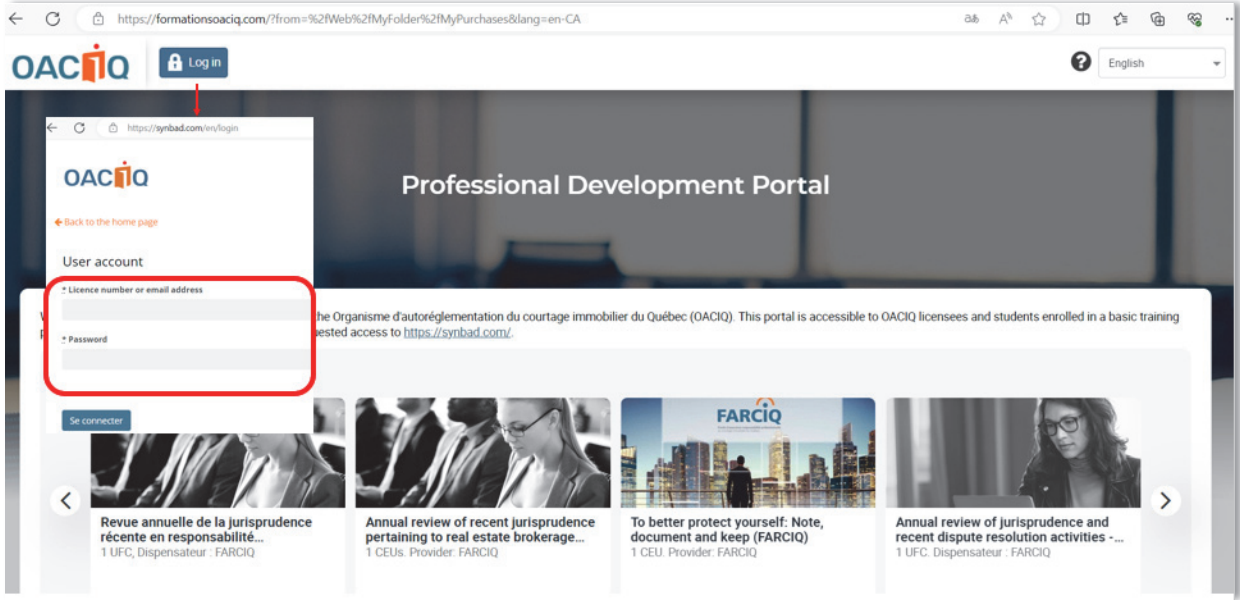 https://formationsoaciq.com/?from=%2fWeb%2fMyFolder%2fMyPurchases&lang=en-CA
OACIQ
Log in
English
https://synbad.com/en/login
OACIQ
Back to the home page
User account
* Licence number or email address
* Password
Se connecter
Professional Development Portal
he Organisme d'autoréglementation du courtage immobilier du Québec (OACIQ). This portal is accessible to OACIQ licensees and students enrolled in a basic training
ested access to https://synbad.com/.
FARCIQ
Revue annuelle de la jurisprudence
récente en responsabilité...
1 UFC, Dispensateur : FARCIQ
Annual review of recent jurisprudence
pertaining to real estate brokerage...
1 CEUs. Provider: FARCIQ
To better protect yourself: Note,
document and keep (FARCIQ)
1 CEU. Provider: FARCIQ
Annual review of jurisprudence and
recent dispute resolution activities -...
1 UFC. Dispensateur : FARCIQ